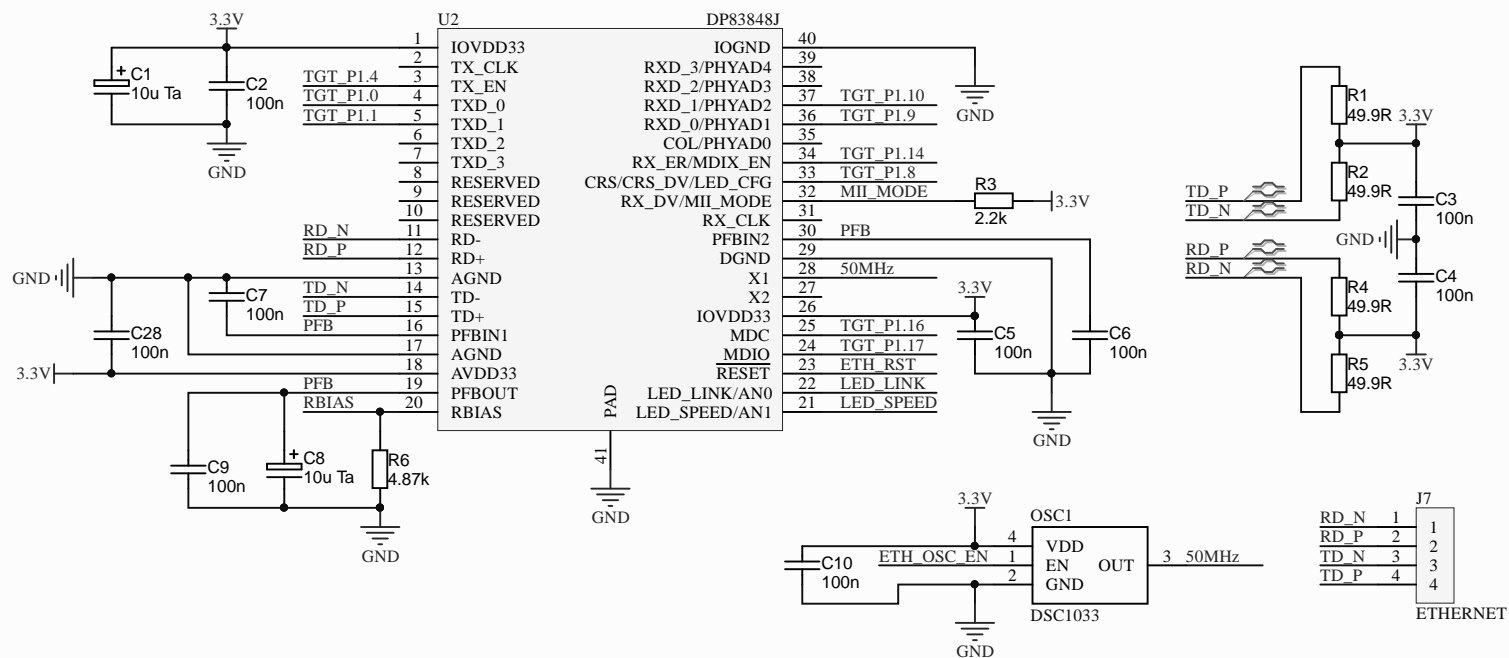 U2 DP83848J
3.3V
C1
10u Ta
C2
100n
GND
1 IOVDD33
2 TX_CLK
TGT_P1.4 3 TX_EN
TGT_P1.0 4 TXD_0
TGT_P1.1 5 TXD_1
6 TXD_2
7 TXD_3
8 RESERVED
9 RESERVED
10 RESERVED
RD_N 11 RD-
RD_P 12 RD+
GND 13 AGND
TD_N 14 TD-
TD_P 15 TD+
PFB 16 PFBIN1
17 AGND
3.3V 18 AVDD33
PFB 19 PFBOUT
RBIAS 20 RBIAS
C7
100n
C28
100n
C9
100n
C8
10u Ta
R6
4.87k
GND
PAD
41
GND
IOGND 40
RXD_3/PHYAD4 39
RXD_2/PHYAD3 38
RXD_1/PHYAD2 37 TGT_P1.10
RXD_0/PHYAD1 36 TGT_P1.9
COL/PHYAD0 35
RX_ER/MDIX_EN 34 TGT_P1.14
CRS/CRS_DV/LED_CFG 33 TGT_P1.8
RX_DV/MII_MODE 32 MII_MODE
RX_CLK 31
PFBIN2 30 PFB
DGND 29
X1 28 50MHz
X2 27
IOVDD33 26
MDC 25 TGT_P1.16
MDIO 24 TGT_P1.17
RESET 23 ETH_RST
LED_LINK/AN0 22 LED_LINK
LED_SPEED/AN1 21 LED_SPEED
GND
R3
2.2k
3.3V
3.3V
C5
100n
C6
100n
GND
R1
49.9R
3.3V
R2
49.9R
TD_P
TD_N
C3
100n
GND
RD_P
RD_N
C4
100n
R4
49.9R
R5
49.9R
3.3V
3.3V
OSC1
C10
100n
4 VDD
ETH_OSC_EN 1 EN
2 GND
OUT 3 50MHz
DSC1033
GND
J7
RD_N 1 1
RD_P 2 2
TD_N 3 3
TD_P 4 4
ETHERNET